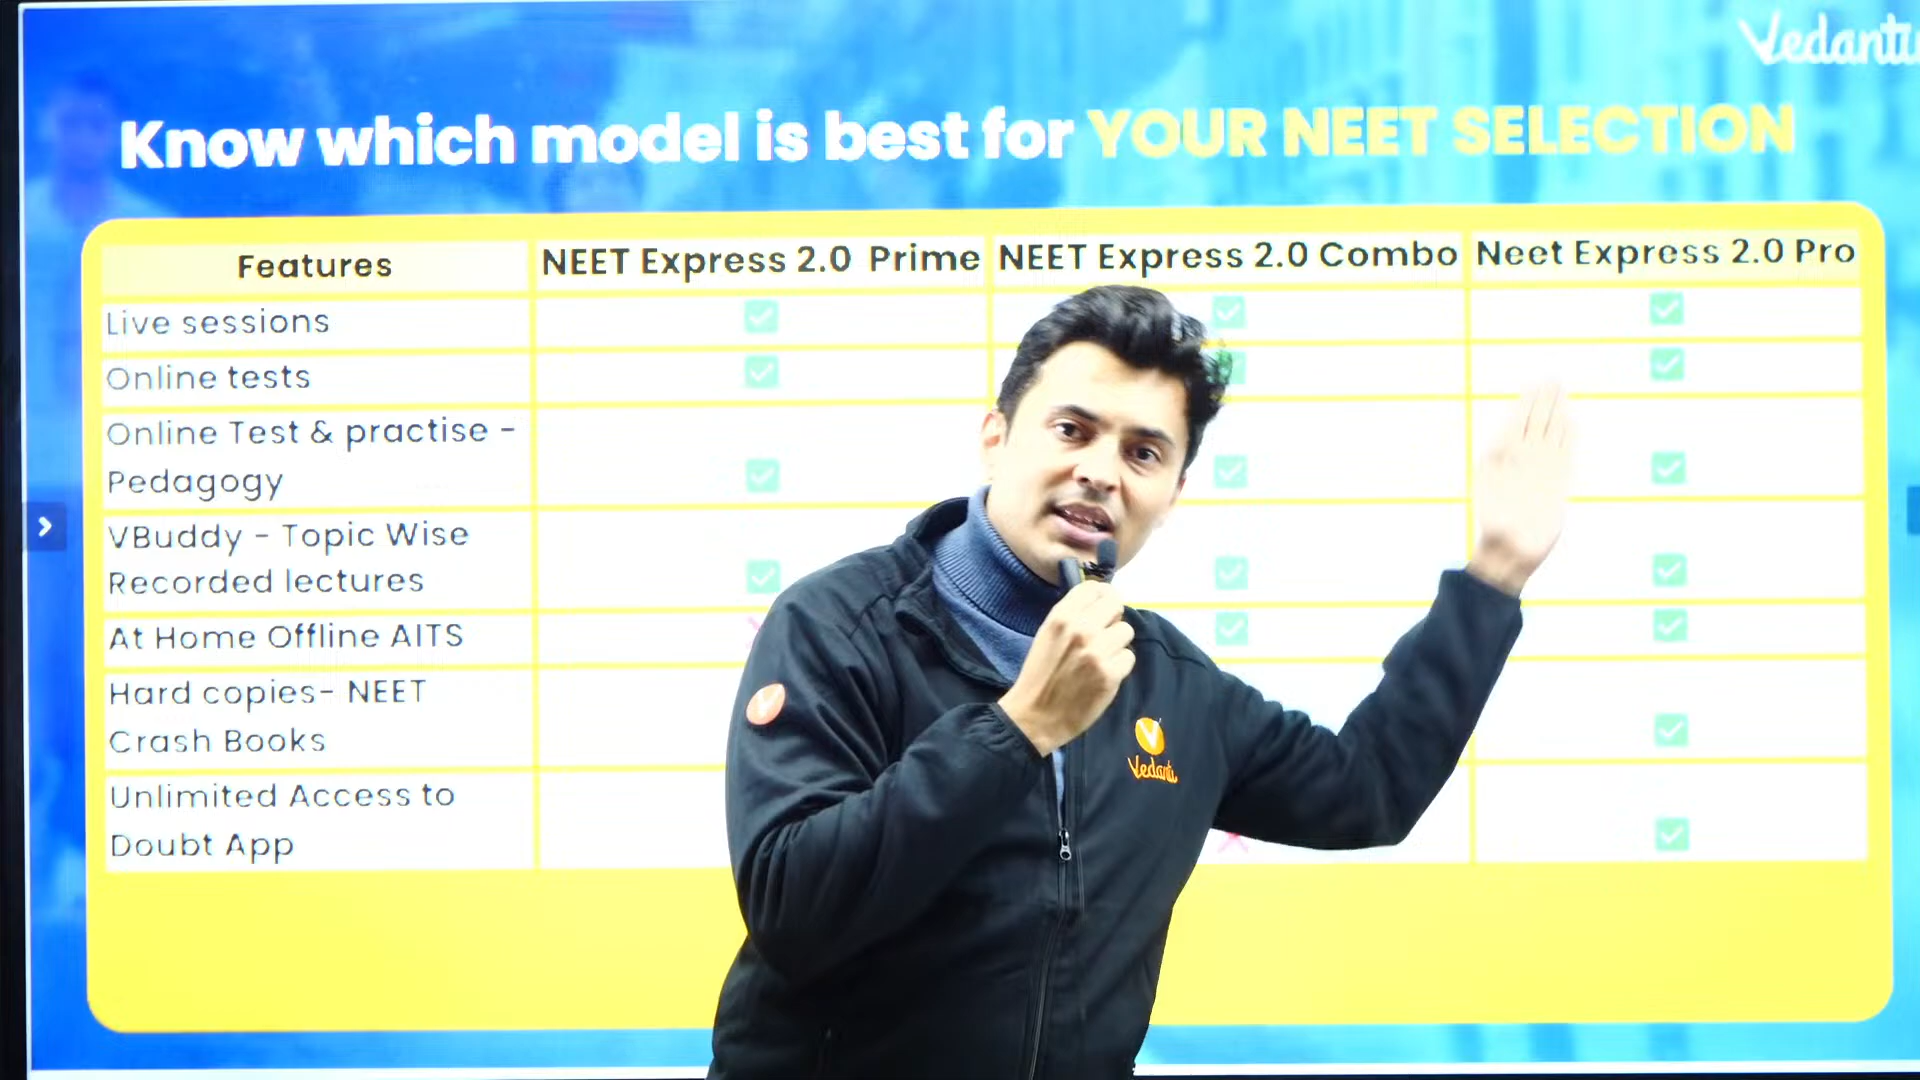 Vedantu
Know which model is best for YOUR NEET SELECTION
Features NEET Express 2.0 Prime NEET Express 2.0 Combo Neet Express 2.0 Pro
Live sessions
Online tests
Online Test & practise -
Pedagogy
VBuddy - Topic Wise
Recorded lectures
At Home Offline AITS
Hard copies- NEET
Crash Books
Unlimited Access to
Doubt App
V
Vedantu